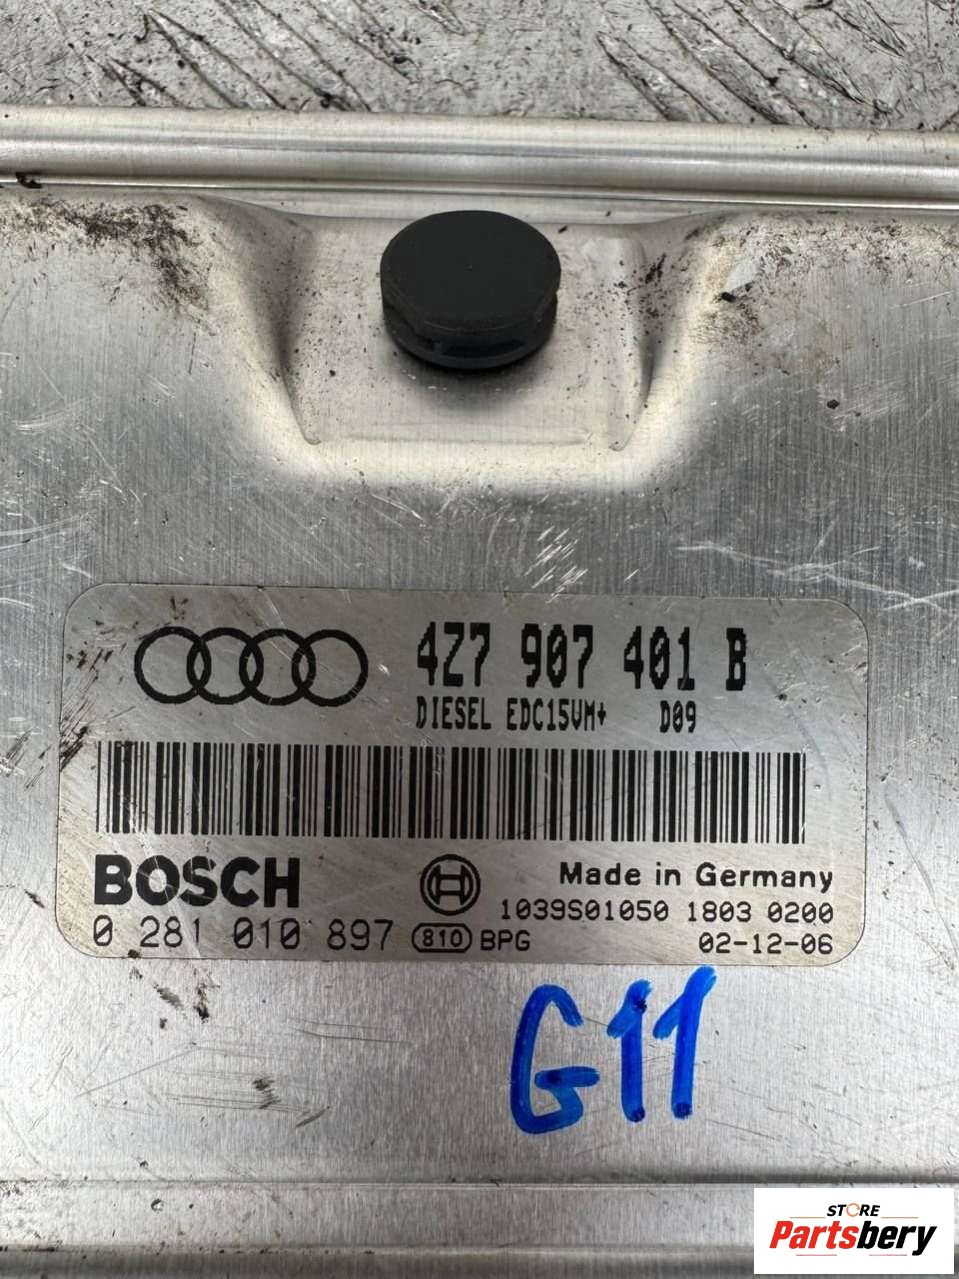 4Z7 907 401 B
DIESEL EDC15VM+ D09
BOSCH
Made in Germany
1039S01050 1803 0200
0 281 010 897 810 BPG 02-12-06
G11
STORE
Partsbery